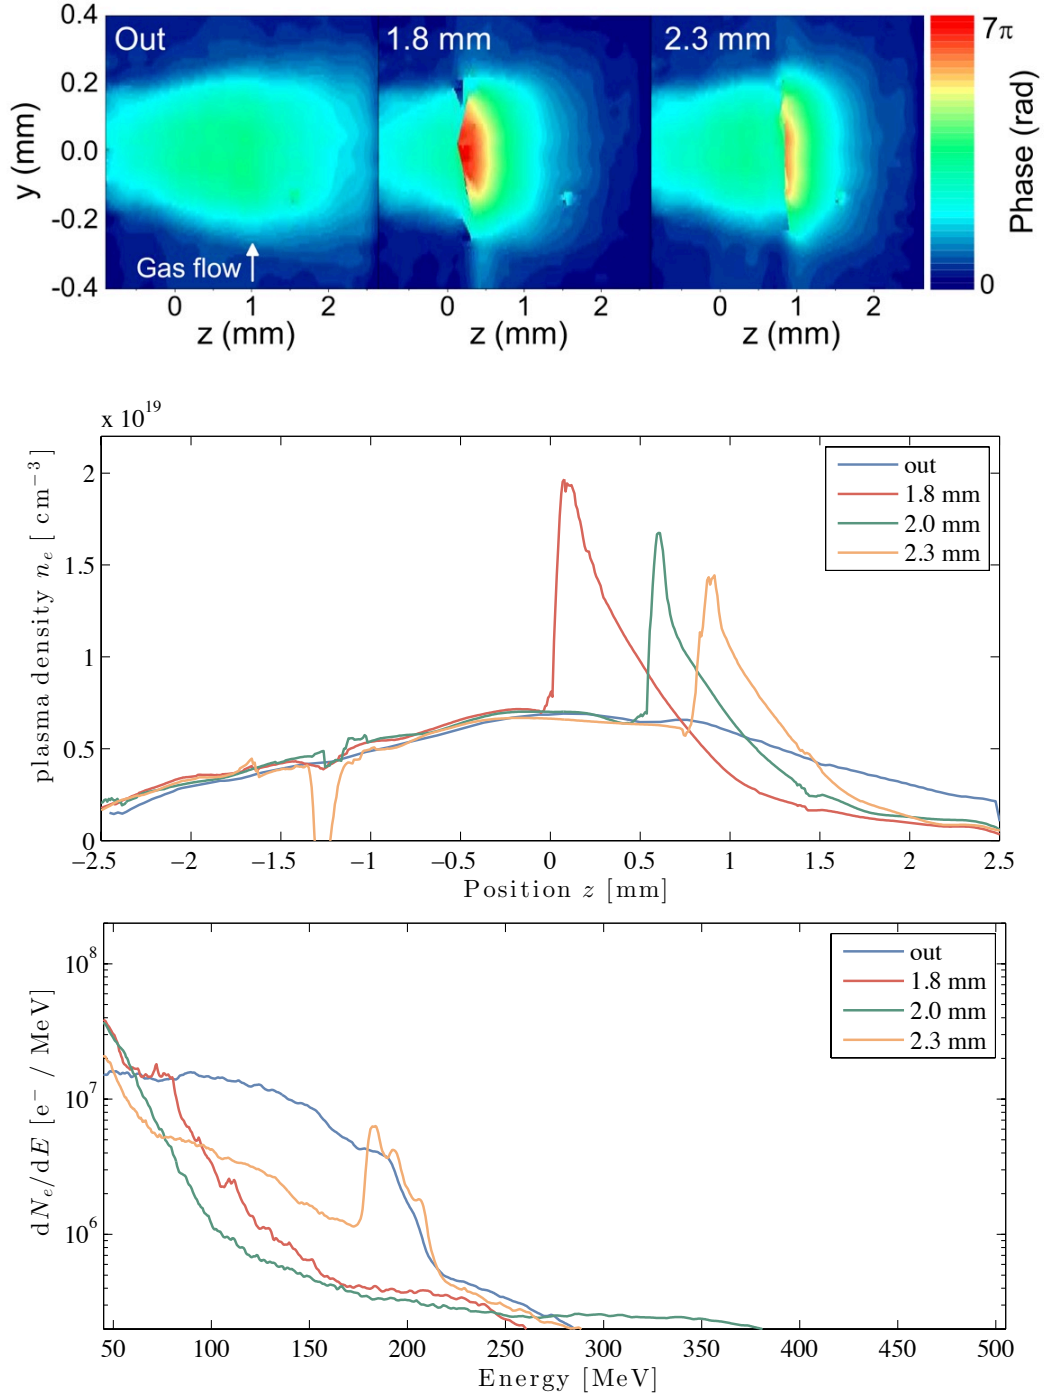 0.4
0.2
0.0
-0.2
-0.4
y (mm)
Out
1.8 mm
2.3 mm
Gas flow
7π
0
Phase (rad)
0 1 2 0 1 2 0 1 2
z (mm) z (mm) z (mm)
x 10^19
2
1.5
1
0.5
0
plasma density n_e [ cm^−3 ]
out
1.8 mm
2.0 mm
2.3 mm
−2.5 −2 −1.5 −1 −0.5 0 0.5 1 1.5 2 2.5
Position z [mm]
10^8
10^7
10^6
dN_e/dE [e^− / MeV]
out
1.8 mm
2.0 mm
2.3 mm
50 100 150 200 250 300 350 400 450 500
Energy [MeV]